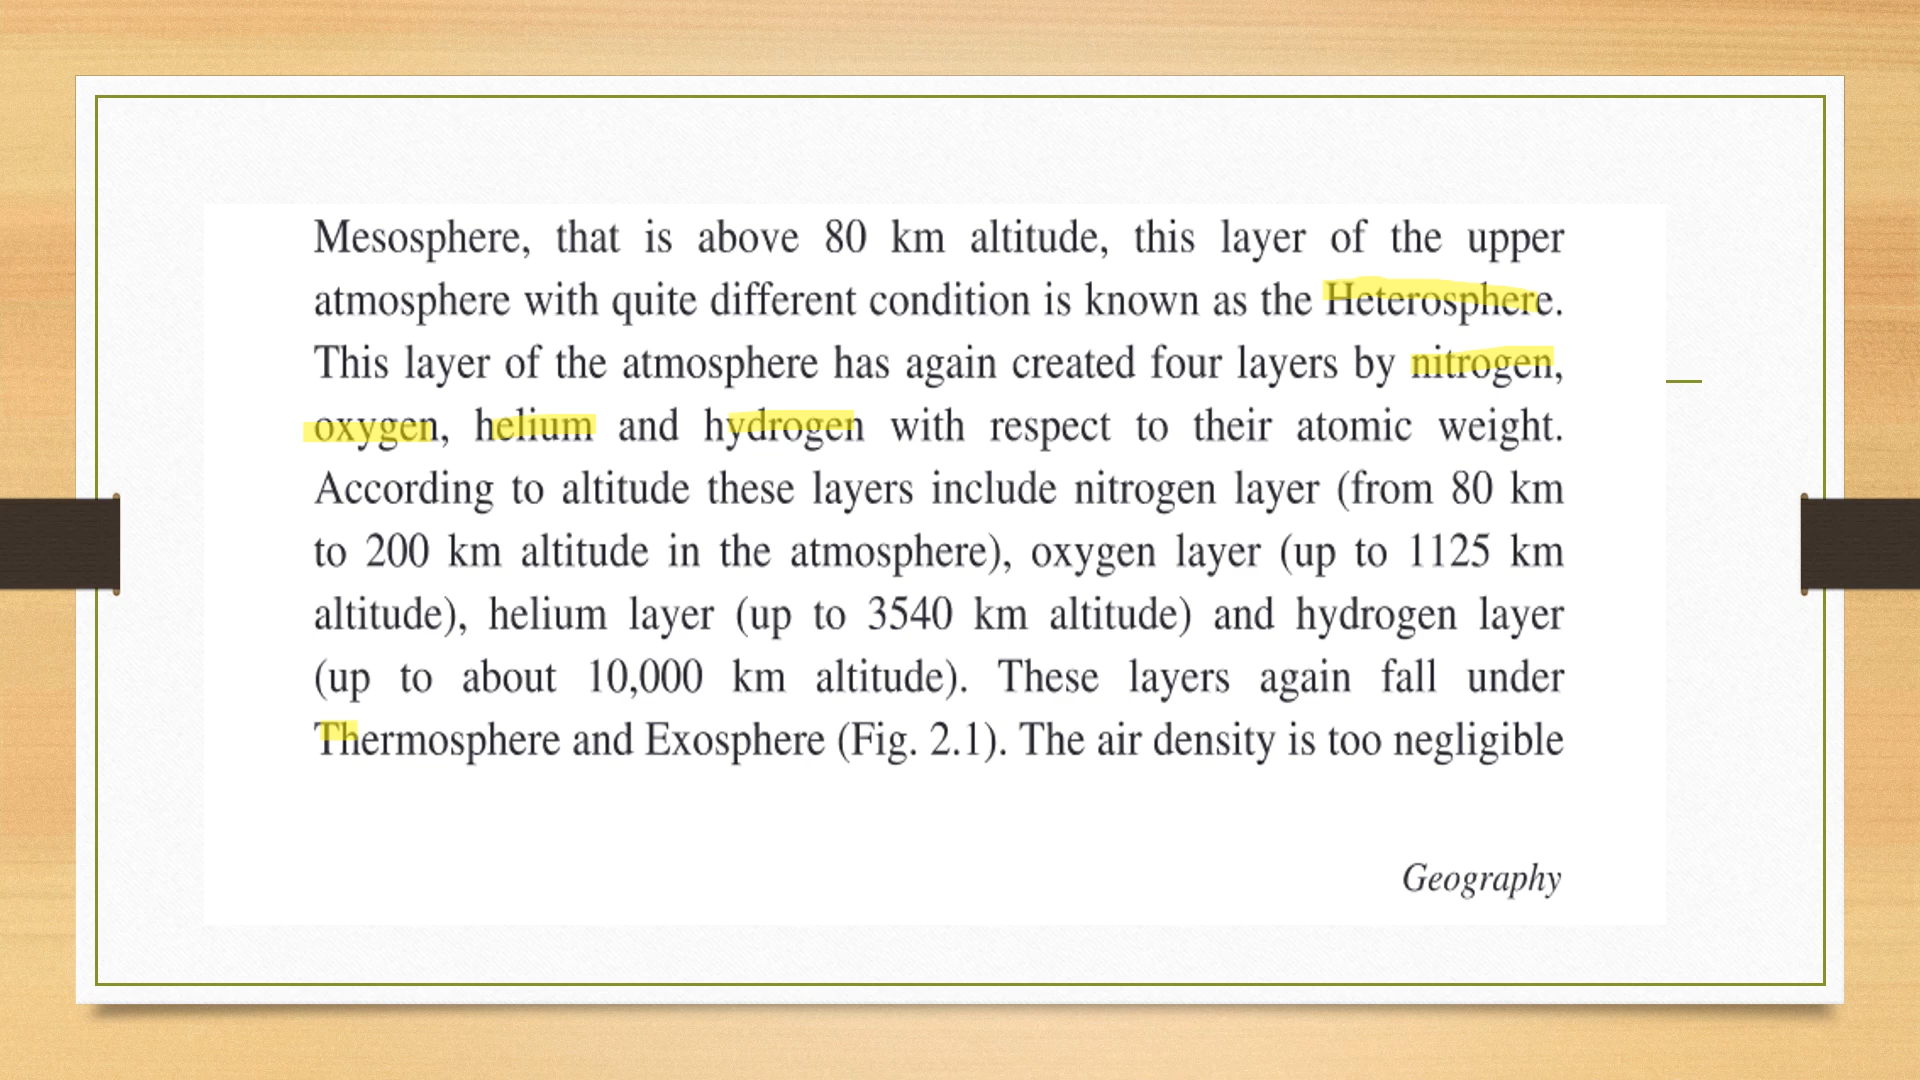 Mesosphere, that is above 80 km altitude, this layer of the upper
atmosphere with quite different condition is known as the Heterosphere.
This layer of the atmosphere has again created four layers by nitrogen,
oxygen, helium and hydrogen with respect to their atomic weight.
According to altitude these layers include nitrogen layer (from 80 km
to 200 km altitude in the atmosphere), oxygen layer (up to 1125 km
altitude), helium layer (up to 3540 km altitude) and hydrogen layer
(up to about 10,000 km altitude). These layers again fall under
Thermosphere and Exosphere (Fig. 2.1). The air density is too negligible
Geography